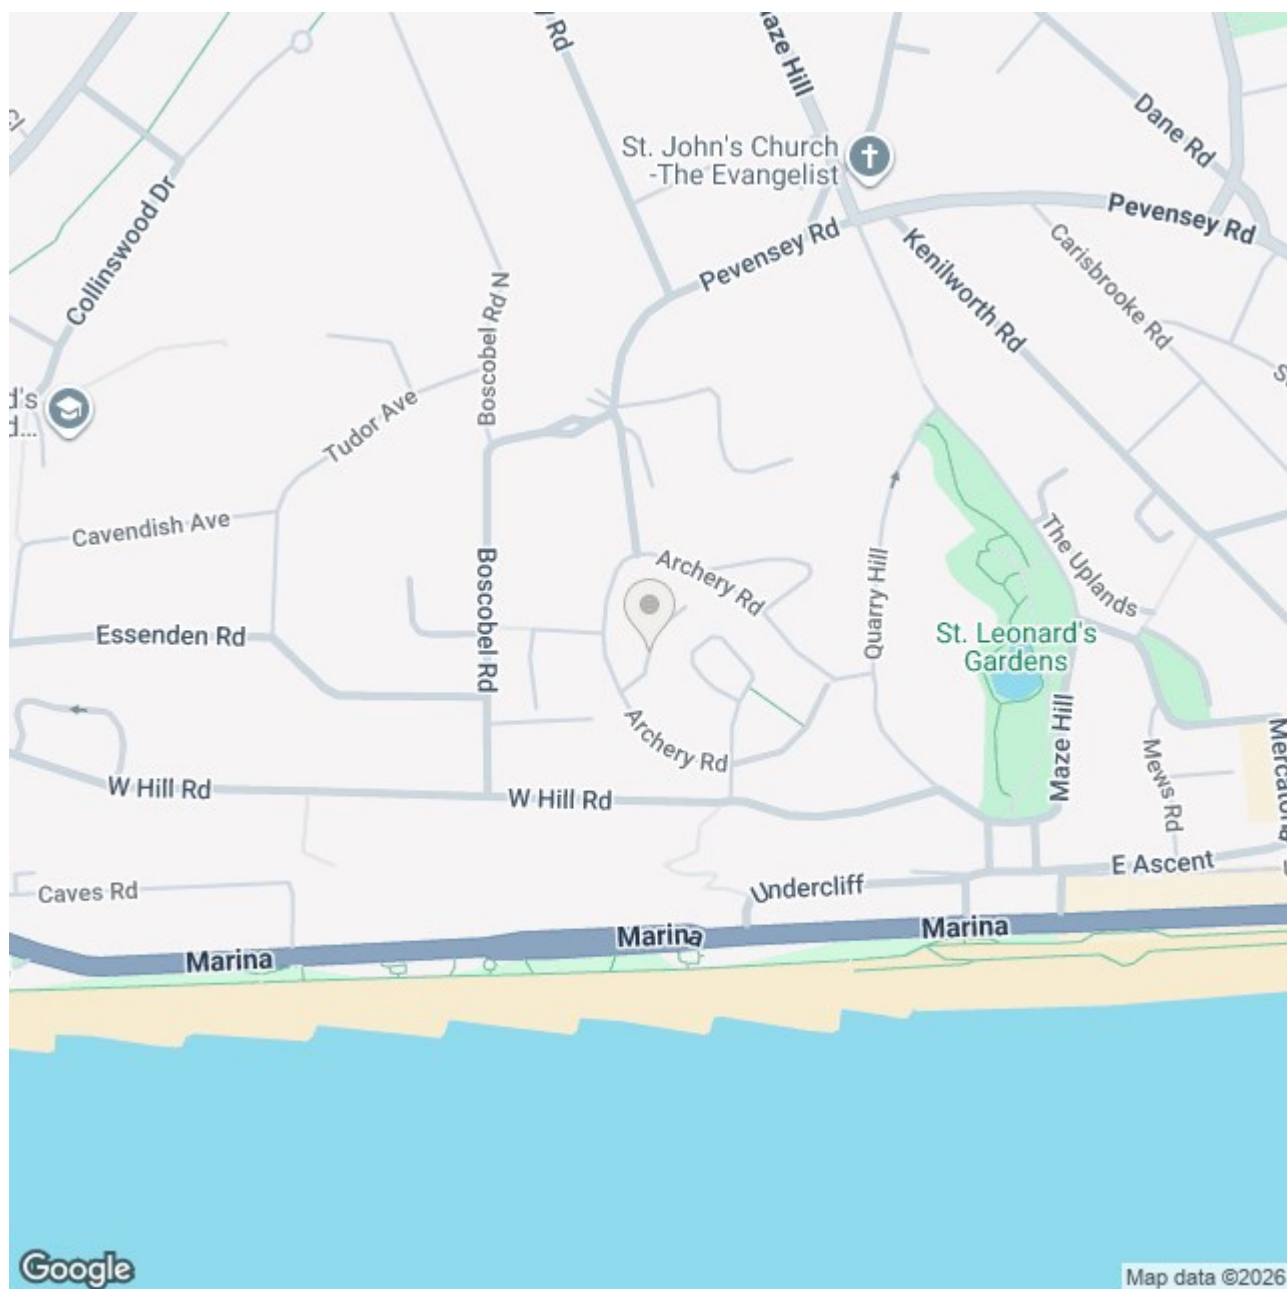 Maze Hill
Dane Rd
St. John's Church
-The Evangelist
Pevensey Rd
Collinswood Dr
Pevensey Rd
Kenilworth Rd
Carisbrooke Rd
Boscobel Rd N
Tudor Ave
Cavendish Ave
The Uplands
Archery Rd
Quarry Hill
Boscobel Rd
Essenden Rd
St. Leonard's
Gardens
Archery Rd
Maze Hill
Mews Rd
W Hill Rd
W Hill Rd
E Ascent
Undercliff
Caves Rd
Marina
Marina
Marina
Google
Map data ©2026